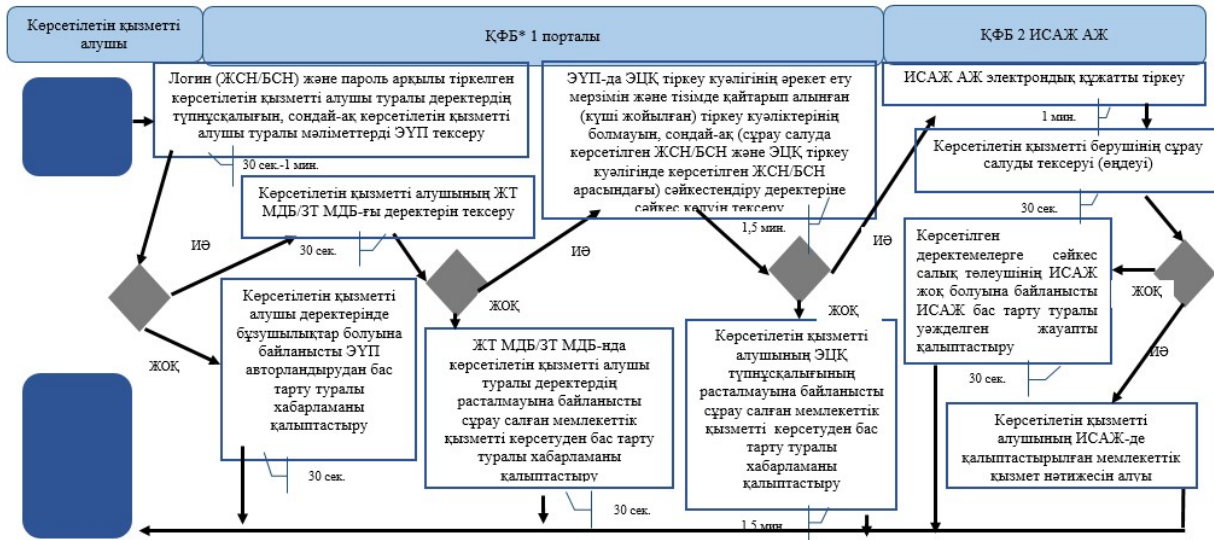 Көрсетілетін қызметті
алушы
ҚФБ* 1 порталы
ҚФБ 2 ИСАЖ АЖ
Логин (ЖСН/БСН) және пароль арқылы тіркелген
көрсетілетін қызметті алушы туралы деректердің
түпнұсқалығын, сондай-ақ көрсетілетін қызметті
алушы туралы мәліметтерді ЭҮП тексеру
30 сек.-1 мин.
Көрсетілетін қызметті алушының ЖТ
МДБ/ЗТ МДБ-ғы деректерін тексеру
30 сек.
ИӘ
ЖОҚ
Көрсетілетін қызметті
алушы деректерінде
бұзушылықтар болуына
байланысты ЭҮП
авторландырудан бас
тарту туралы
хабарламаны
қалыптастыру
30 сек.
ИӘ
ЖОҚ
ЖТ МДБ/ЗТ МДБ-нда
көрсетілетін қызметті алушы
туралы деректердің
расталмауына байланысты
сұрау салған мемлекеттік
қызметті көрсетуден бас тарту
туралы хабарламаны
қалыптастыру
30 сек.
ЭҮП-да ЭЦҚ тіркеу куәлігінің әрекет ету
мерзімін және тізімде қайтарып алынған
(күші жойылған) тіркеу куәліктерінің
болмауын, сондай-ақ (сұрау салуда
көрсетілген ЖСН/БСН және ЭЦҚ тіркеу
куәлігінде көрсетілген ЖСН/БСН
арасындағы) сәйкестендіру деректеріне
сәйкес келуін тексеру
1,5 мин.
ИӘ
ЖОҚ
Көрсетілетін қызметті
алушының ЭЦҚ
түпнұсқалығының
расталмауына байланысты
сұрау салған мемлекеттік
қызметті көрсетуден бас
тарту туралы
хабарламаны
қалыптастыру
1,5 мин.
ИСАЖ АЖ электрондық құжатты тіркеу
1 мин.
Көрсетілетін қызметті берушінің сұрау
салуды тексеруі (өңдеуі)
30 сек.
Көрсетілген
деректемелерге сәйкес
салық төлеушінің ИСАЖ
жоқ болуына байланысты
ИСАЖ бас тарту туралы
уәжделген жауапты
қалыптастыру
ЖОҚ
ИӘ
30 сек.
Көрсетілетін қызметті
алушының ИСАЖ-де
қалыптастырылған мемлекеттік
қызмет нәтижесін алуы